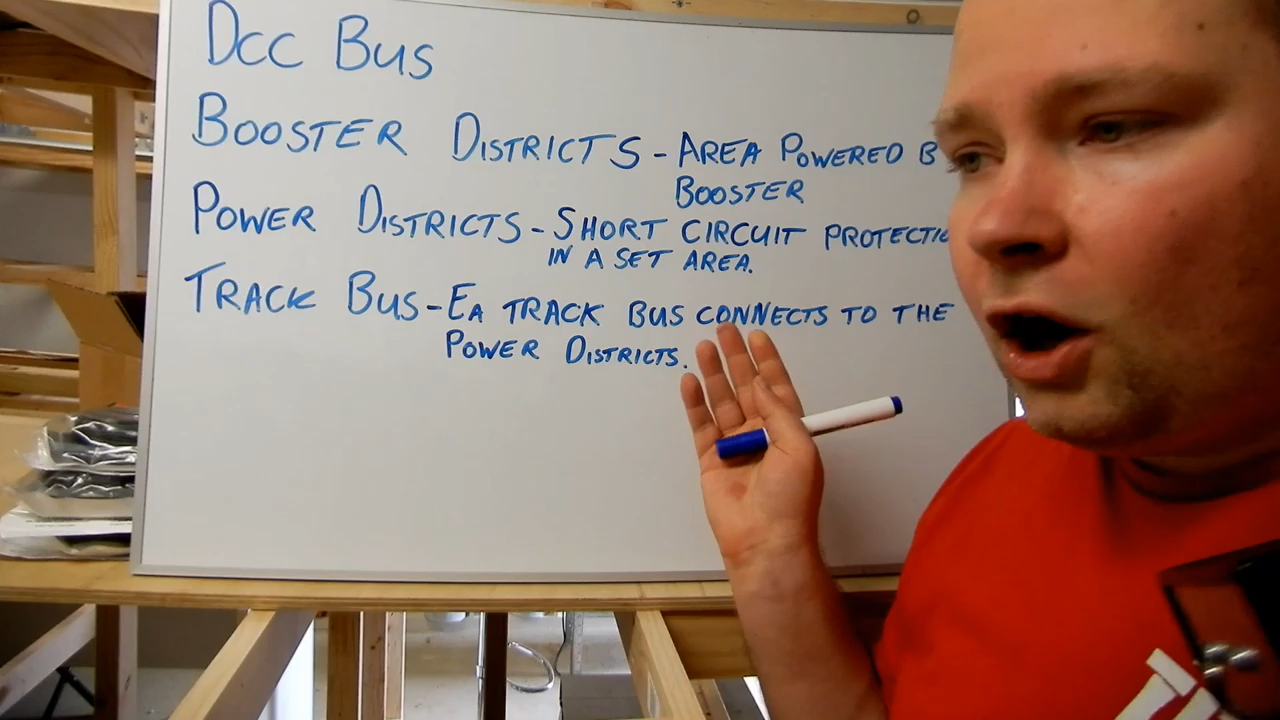 Dcc Bus
BOOSTER DISTRICTS - AREA POWERED B
BOOSTER
POWER DISTRICTS - SHORT CIRCUIT PROTECTIO
IN A SET AREA.
TRACK BUS - EA TRACK BUS CONNECTS TO THE
POWER DISTRICTS.